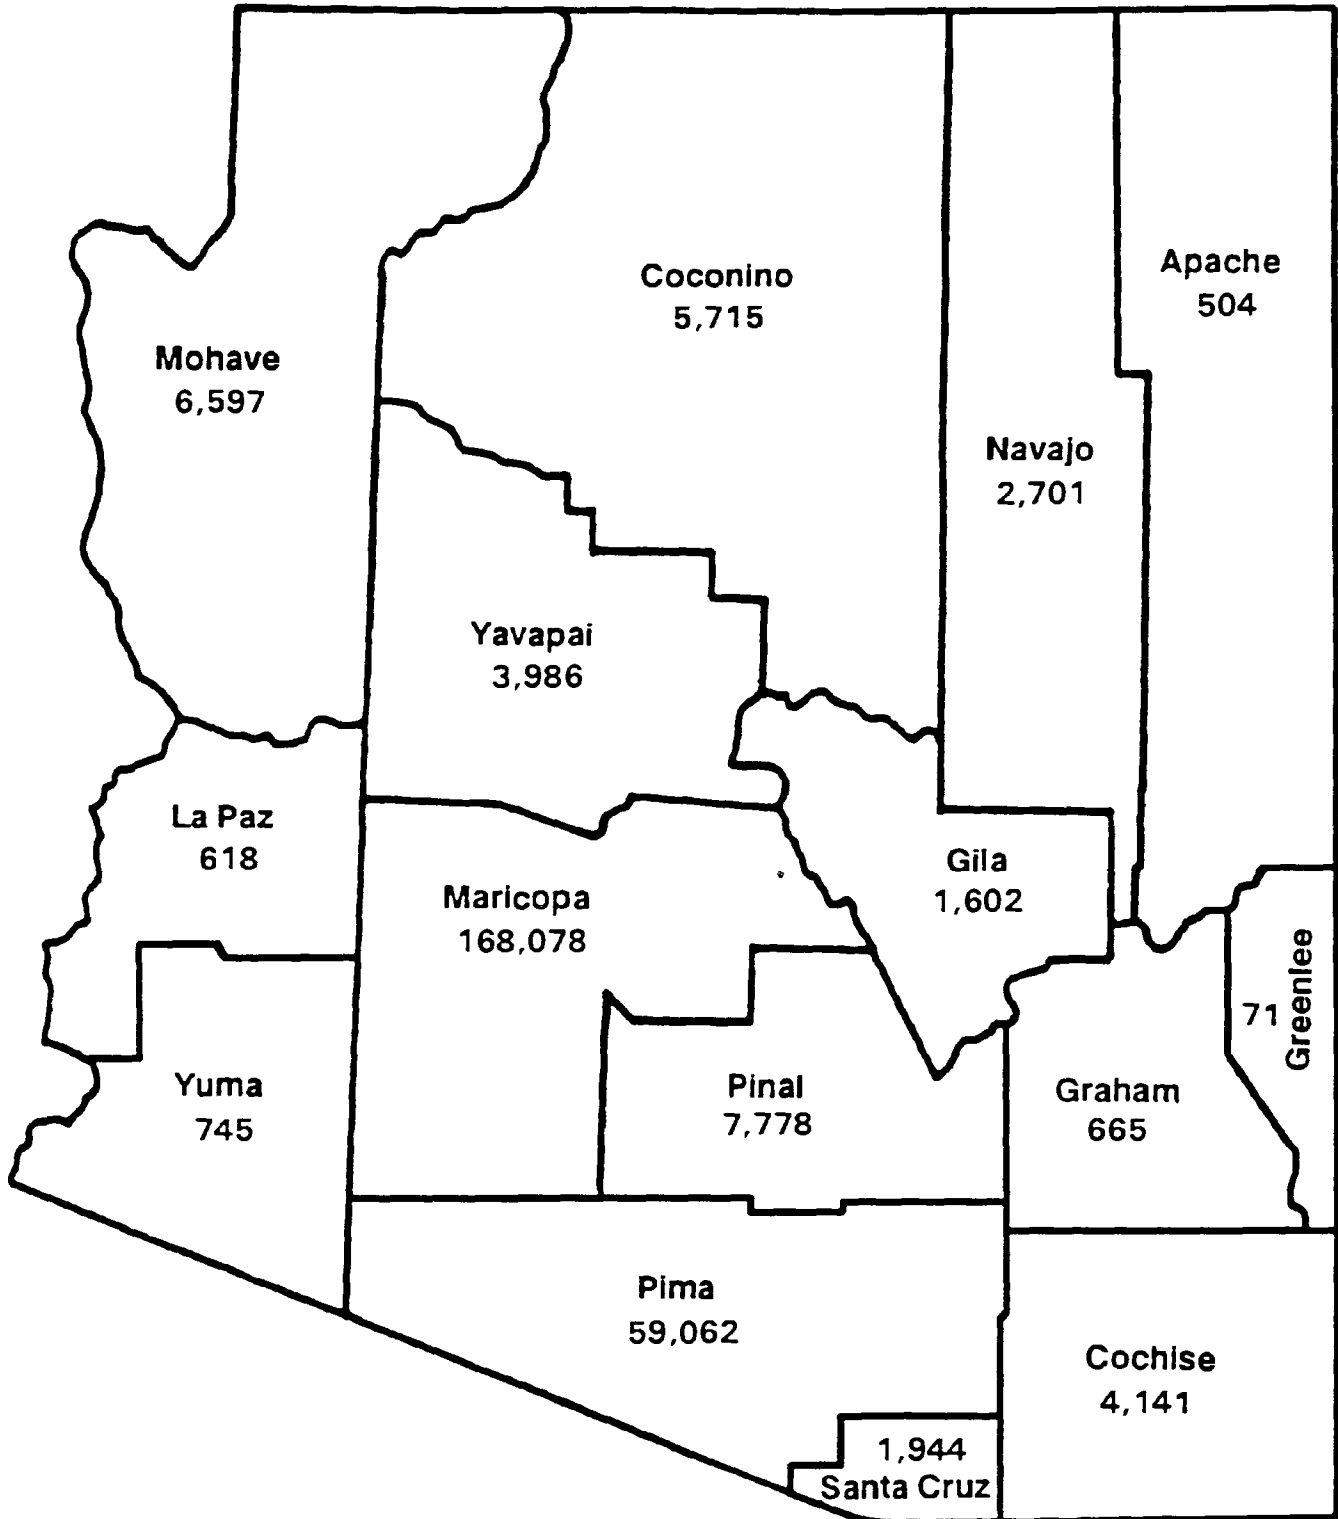 Coconino
5,715
Apache
504
Mohave
6,597
Navajo
2,701
Yavapai
3,986
La Paz
618
Maricopa
168,078
Gila
1,602
Greenlee
71
Yuma
745
Pinal
7,778
Graham
665
Pima
59,062
Cochise
4,141
1,944
Santa Cruz